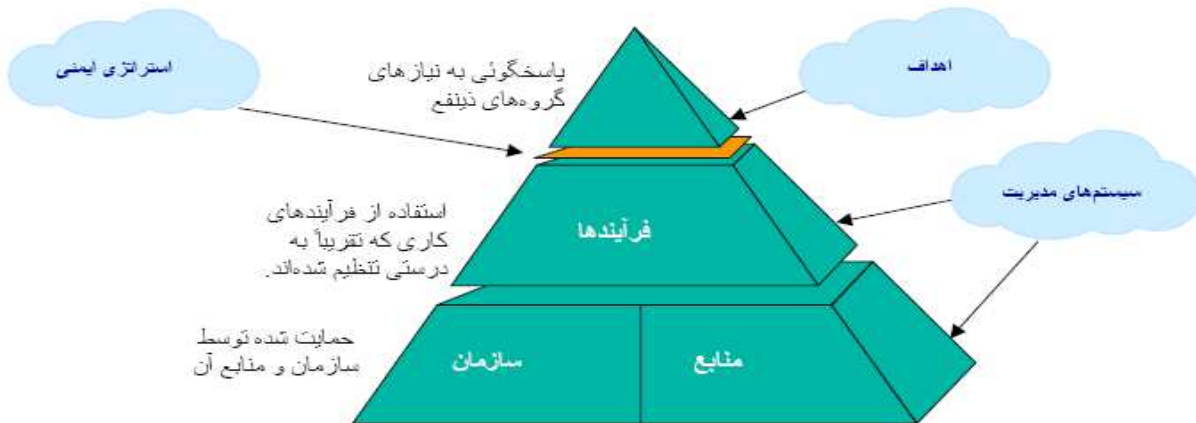 استراتژی ایمنی
پاسخگوئی به نیازهای
گروه‌های ذینفع
اهداف
سیستم‌های مدیریت
استفاده از فرآیندهای
کاری که تقریباً به
درستی تنظیم شده‌اند.
فرآیندها
حمایت شده توسط
سازمان و منابع آن
منابع
سازمان